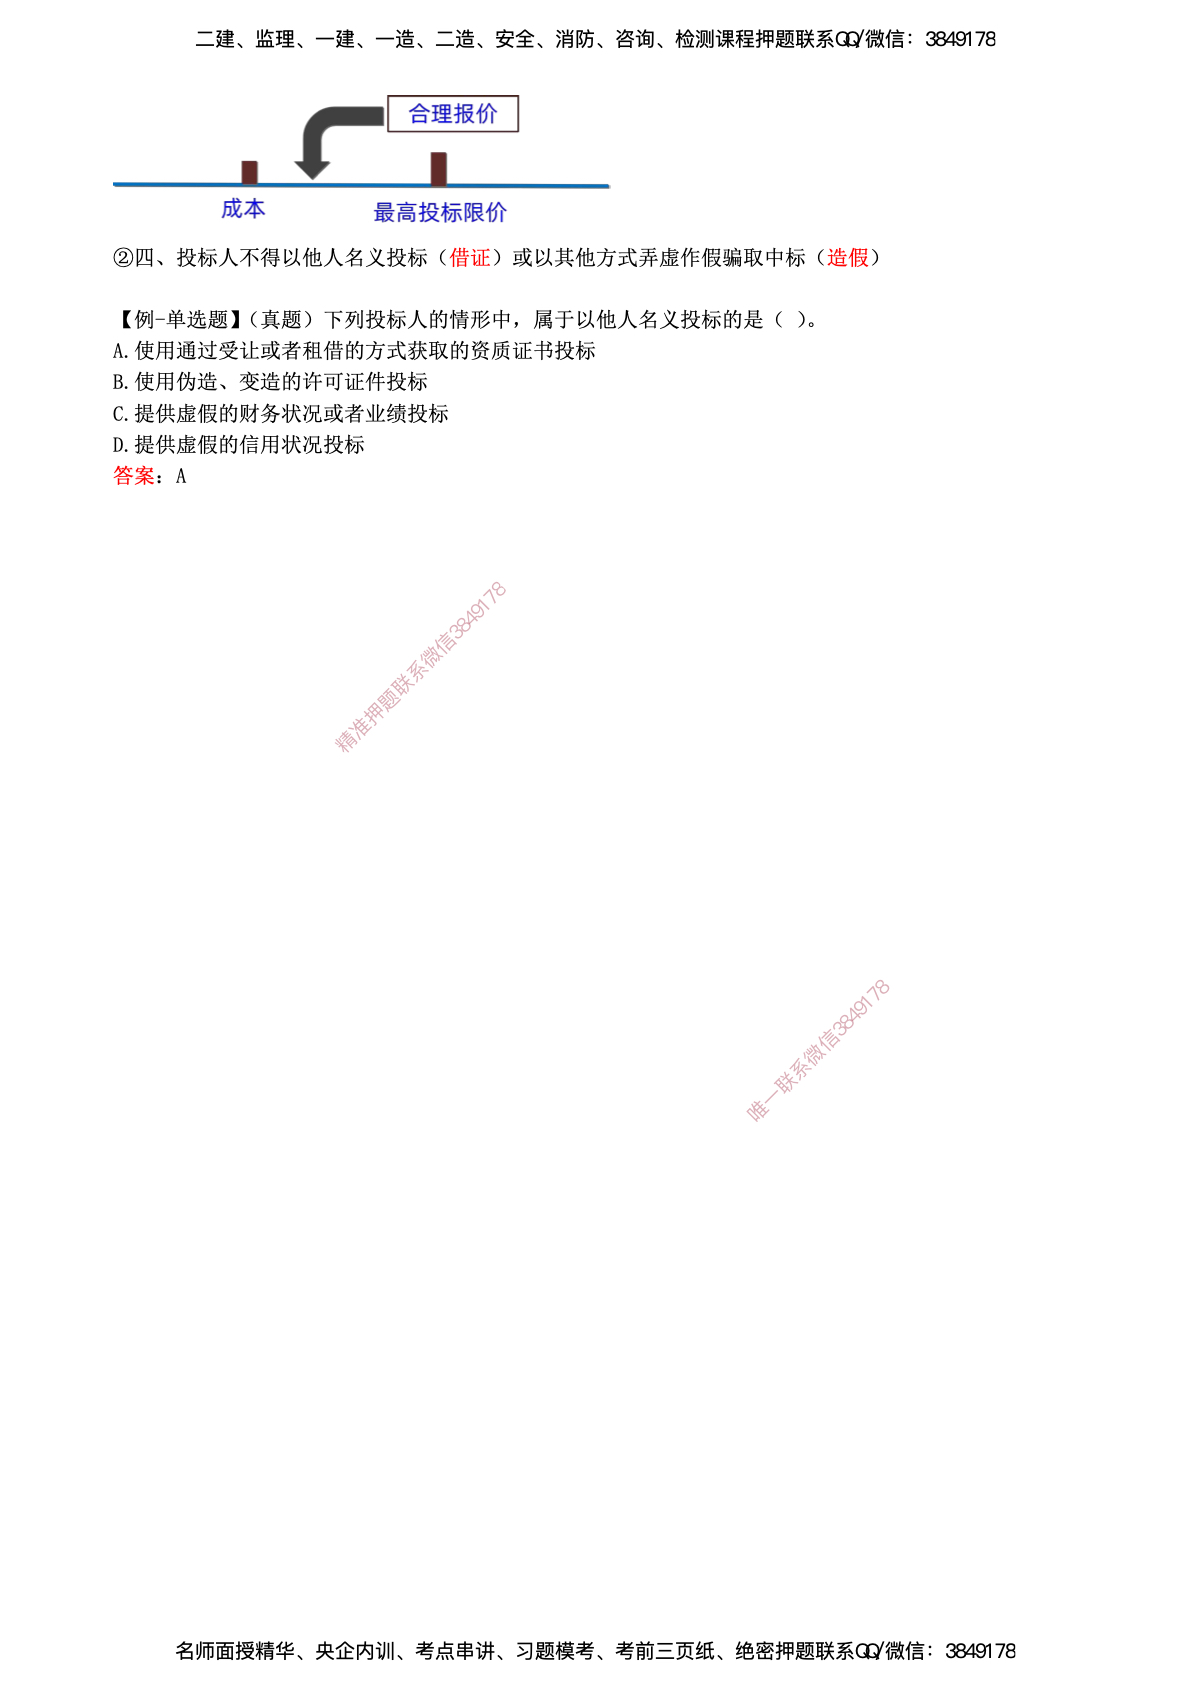 二建、监理、一建、一造、二造、安全、消防、咨询、检测课程押题联系QQ/微信：3849178
合理报价
成本
最高投标限价
②四、投标人不得以他人名义投标（借证）或以其他方式弄虚作假骗取中标（造假）
【例-单选题】（真题）下列投标人的情形中，属于以他人名义投标的是（ ）。
A.使用通过受让或者租借的方式获取的资质证书投标
B.使用伪造、变造的许可证件投标
C.提供虚假的财务状况或者业绩投标
D.提供虚假的信用状况投标
答案：A
精准押题联系微信3849178
唯一联系微信3849178
名师面授精华、央企内训、考点串讲、习题模考、考前三页纸、绝密押题联系QQ/微信：3849178